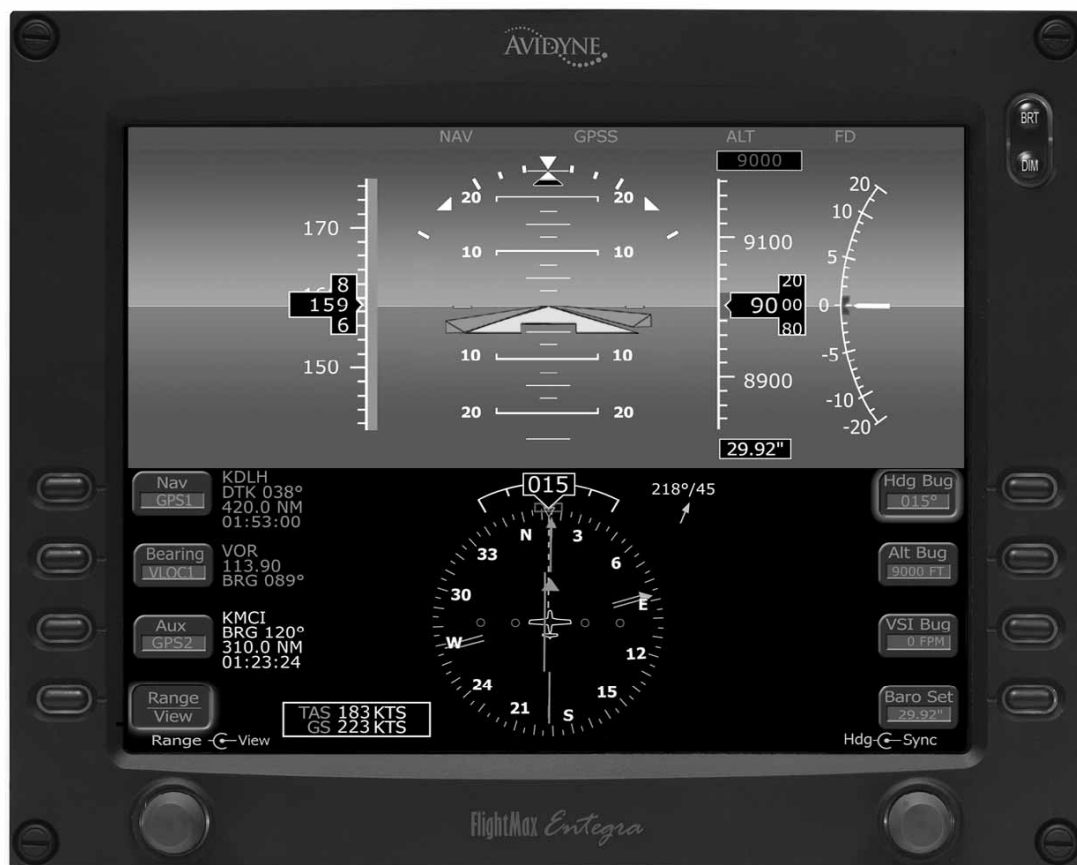 AVIDYNE
BRT
DIM
NAV GPSS ALT FD
9000
20 20
10 10
10 10
20 20
170
8
159
6
150
9100
20
90 00
80
8900
29.92"
20
10
5
0
-5
-10
-20
Nav
GPS1
KDLH
DTK 038°
420.0 NM
01:53:00
Bearing
VLOC1
VOR
113.90
BRG 089°
Aux
GPS2
KMCI
BRG 120°
310.0 NM
01:23:24
Range
View
Range View
TAS 183 KTS
GS 223 KTS
015
N
3
6
E
12
15
S
21
24
W
30
33
218°/45
Hdg Bug
015°
Alt Bug
9000 FT
VSI Bug
0 FPM
Baro Set
29.92"
Hdg Sync
FlightMax Entegra